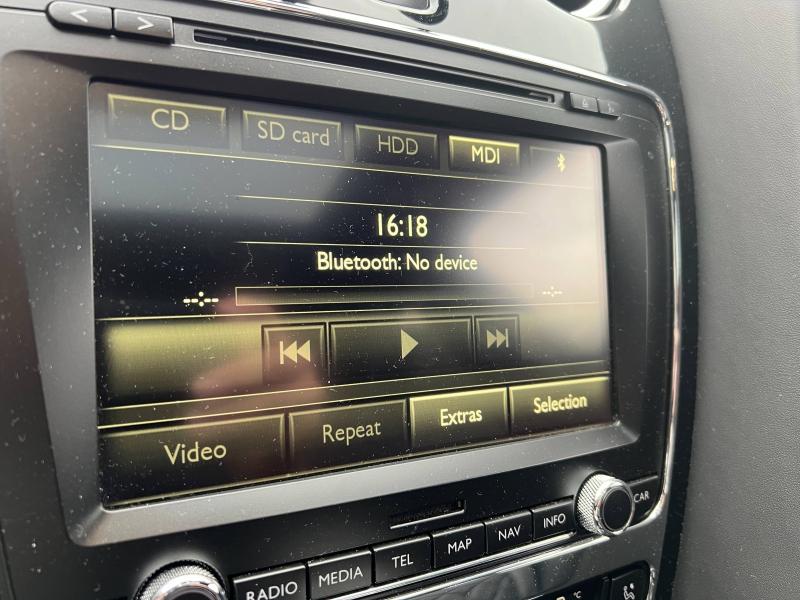 CD SD card HDD MDI
16:18
Bluetooth: No device
--:-- --:--
Video Repeat Extras Selection
RADIO MEDIA TEL MAP NAV INFO CAR
°C